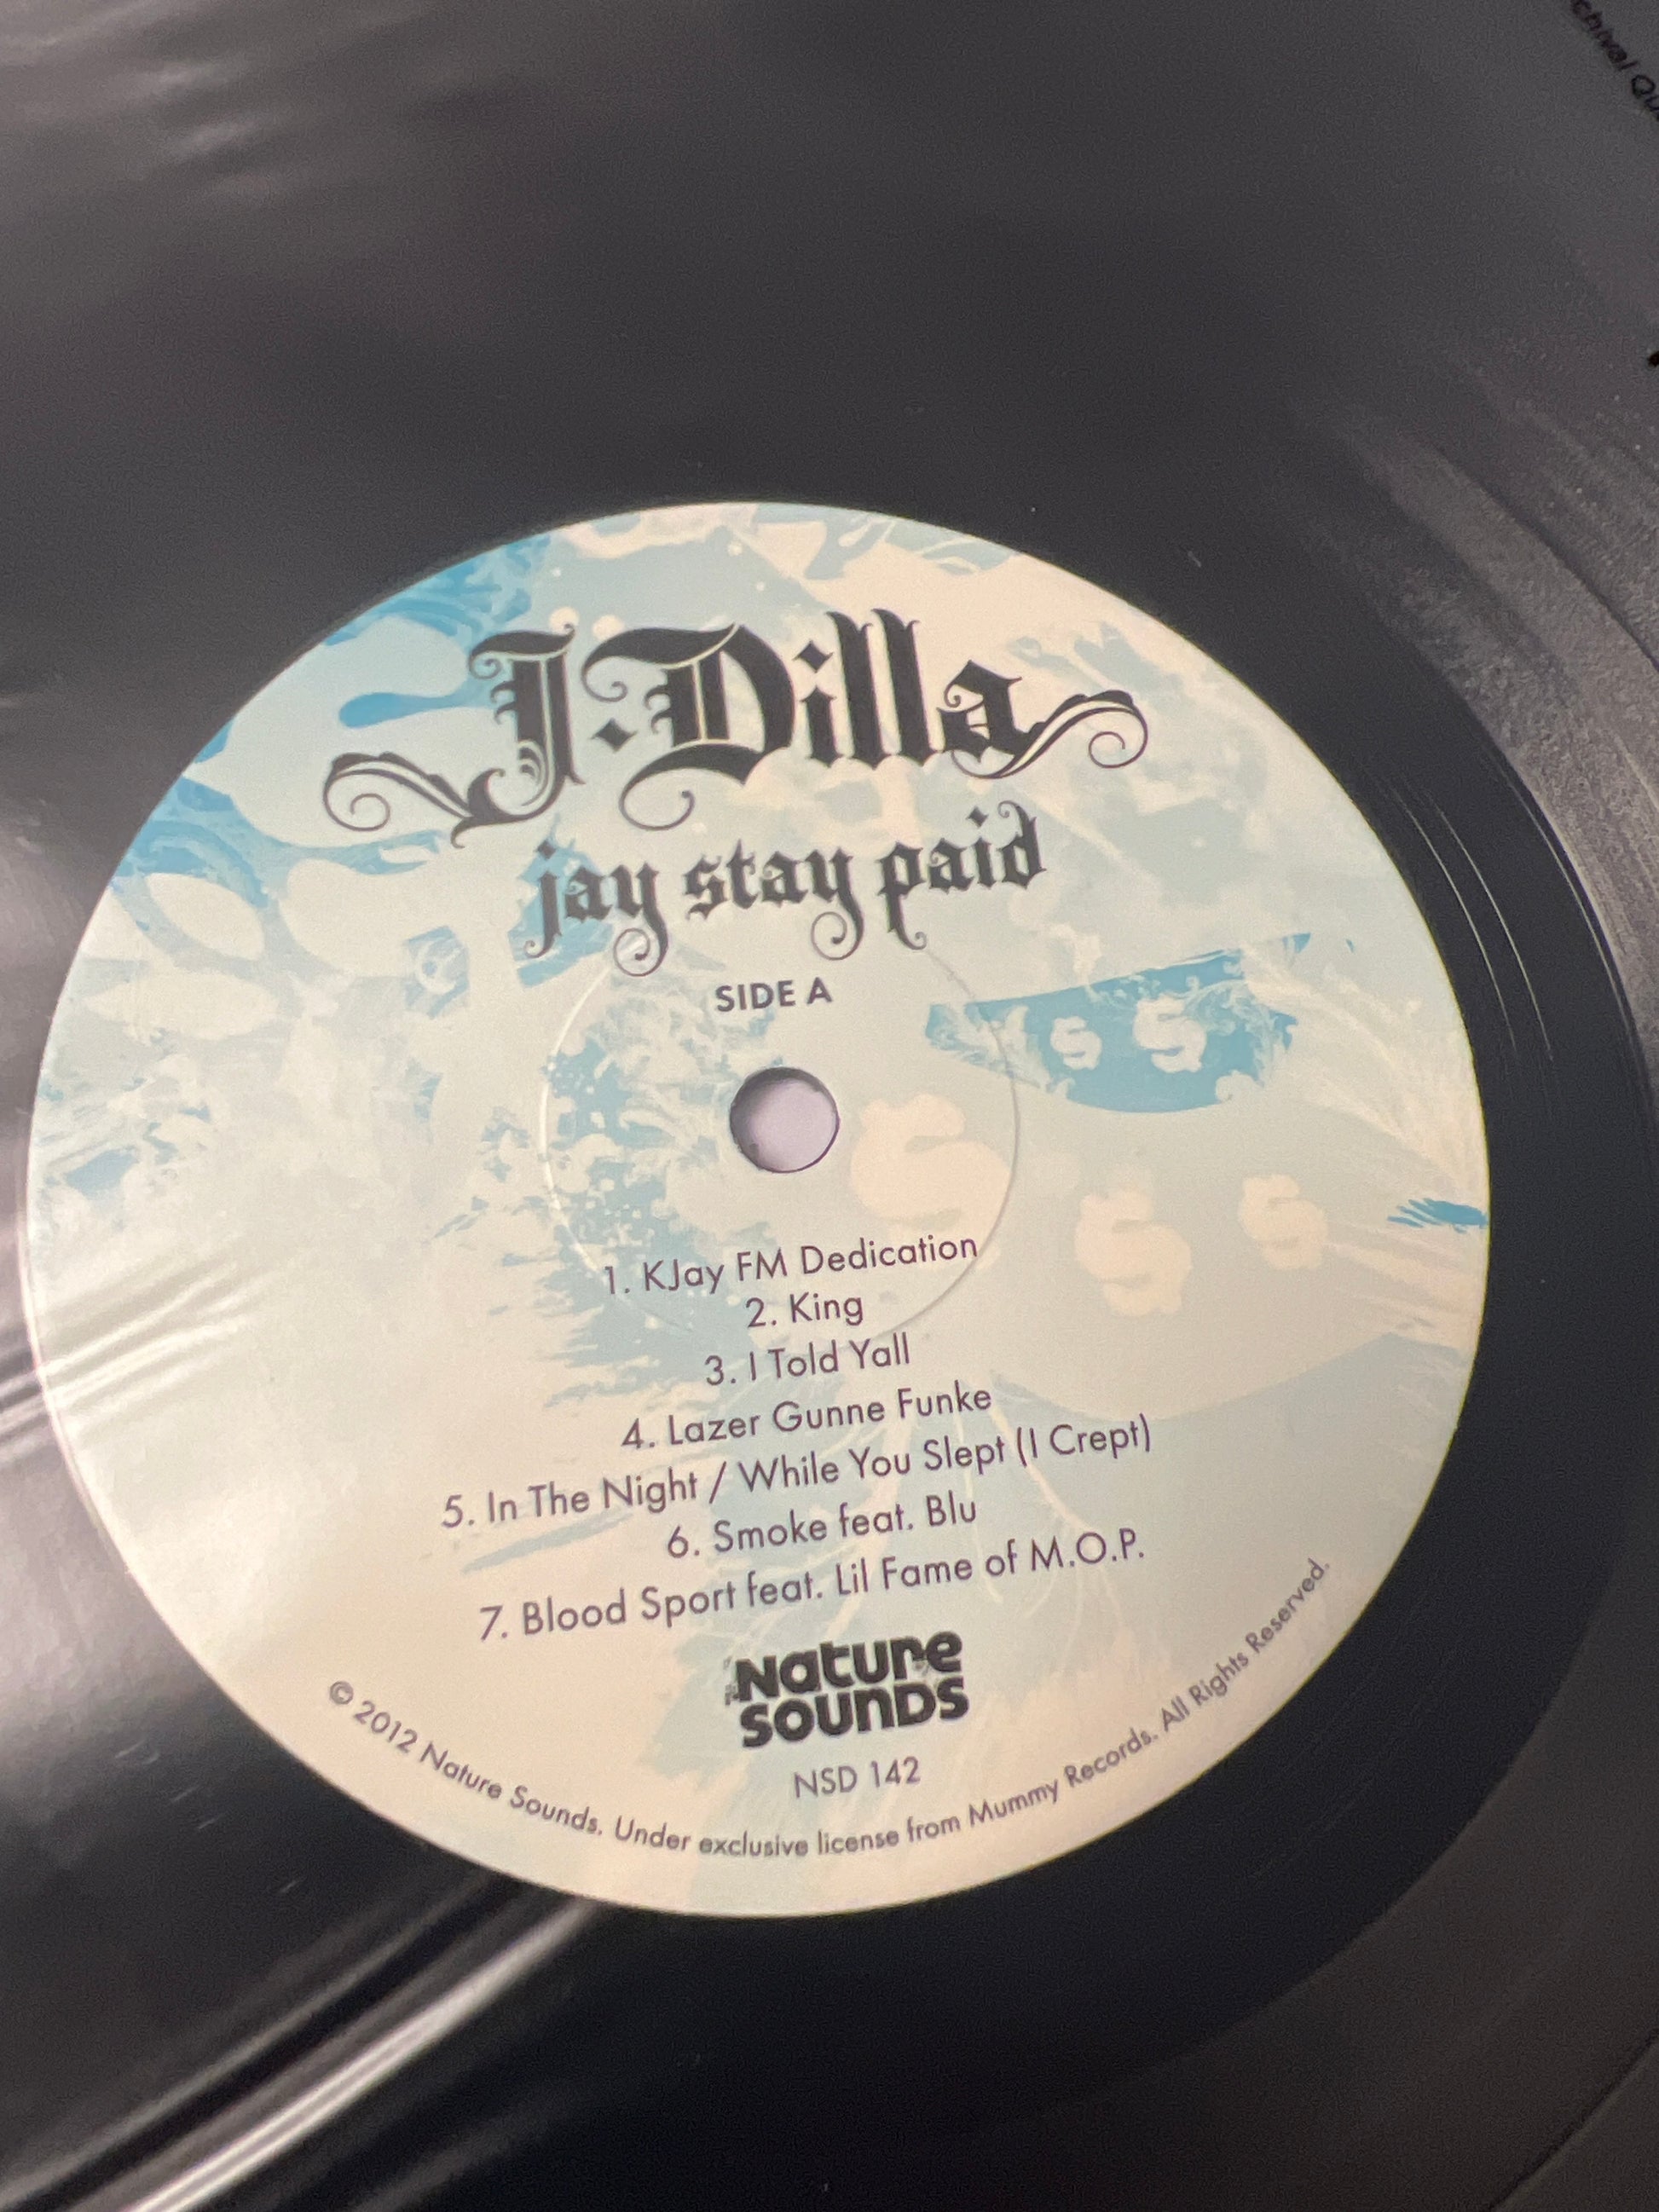 J·Dilla
jay stay paid
SIDE A
$ $
$ $ $
1. KJay FM Dedication
2. King
3. I Told Yall
4. Lazer Gunne Funke
5. In The Night / While You Slept (I Crept)
6. Smoke feat. Blu
7. Blood Sport feat. Lil Fame of M.O.P.
Nature
Sounds
NSD 142
© 2012 Nature Sounds. Under exclusive license from Mummy Records. All Rights Reserved.